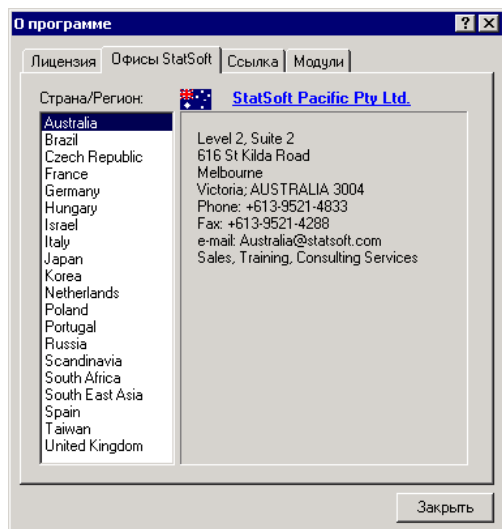 О программе
Лицензия
Офисы StatSoft
Ссылка
Модули
Страна/Регион:
StatSoft Pacific Pty Ltd.
Australia
Brazil
Czech Republic
France
Germany
Hungary
Israel
Italy
Japan
Korea
Netherlands
Poland
Portugal
Russia
Scandinavia
South Africa
South East Asia
Spain
Taiwan
United Kingdom
Level 2, Suite 2
616 St Kilda Road
Melbourne
Victoria; AUSTRALIA 3004
Phone: +613-9521-4833
Fax: +613-9521-4288
e-mail: Australia@statsoft.com
Sales, Training, Consulting Services
Закрыть